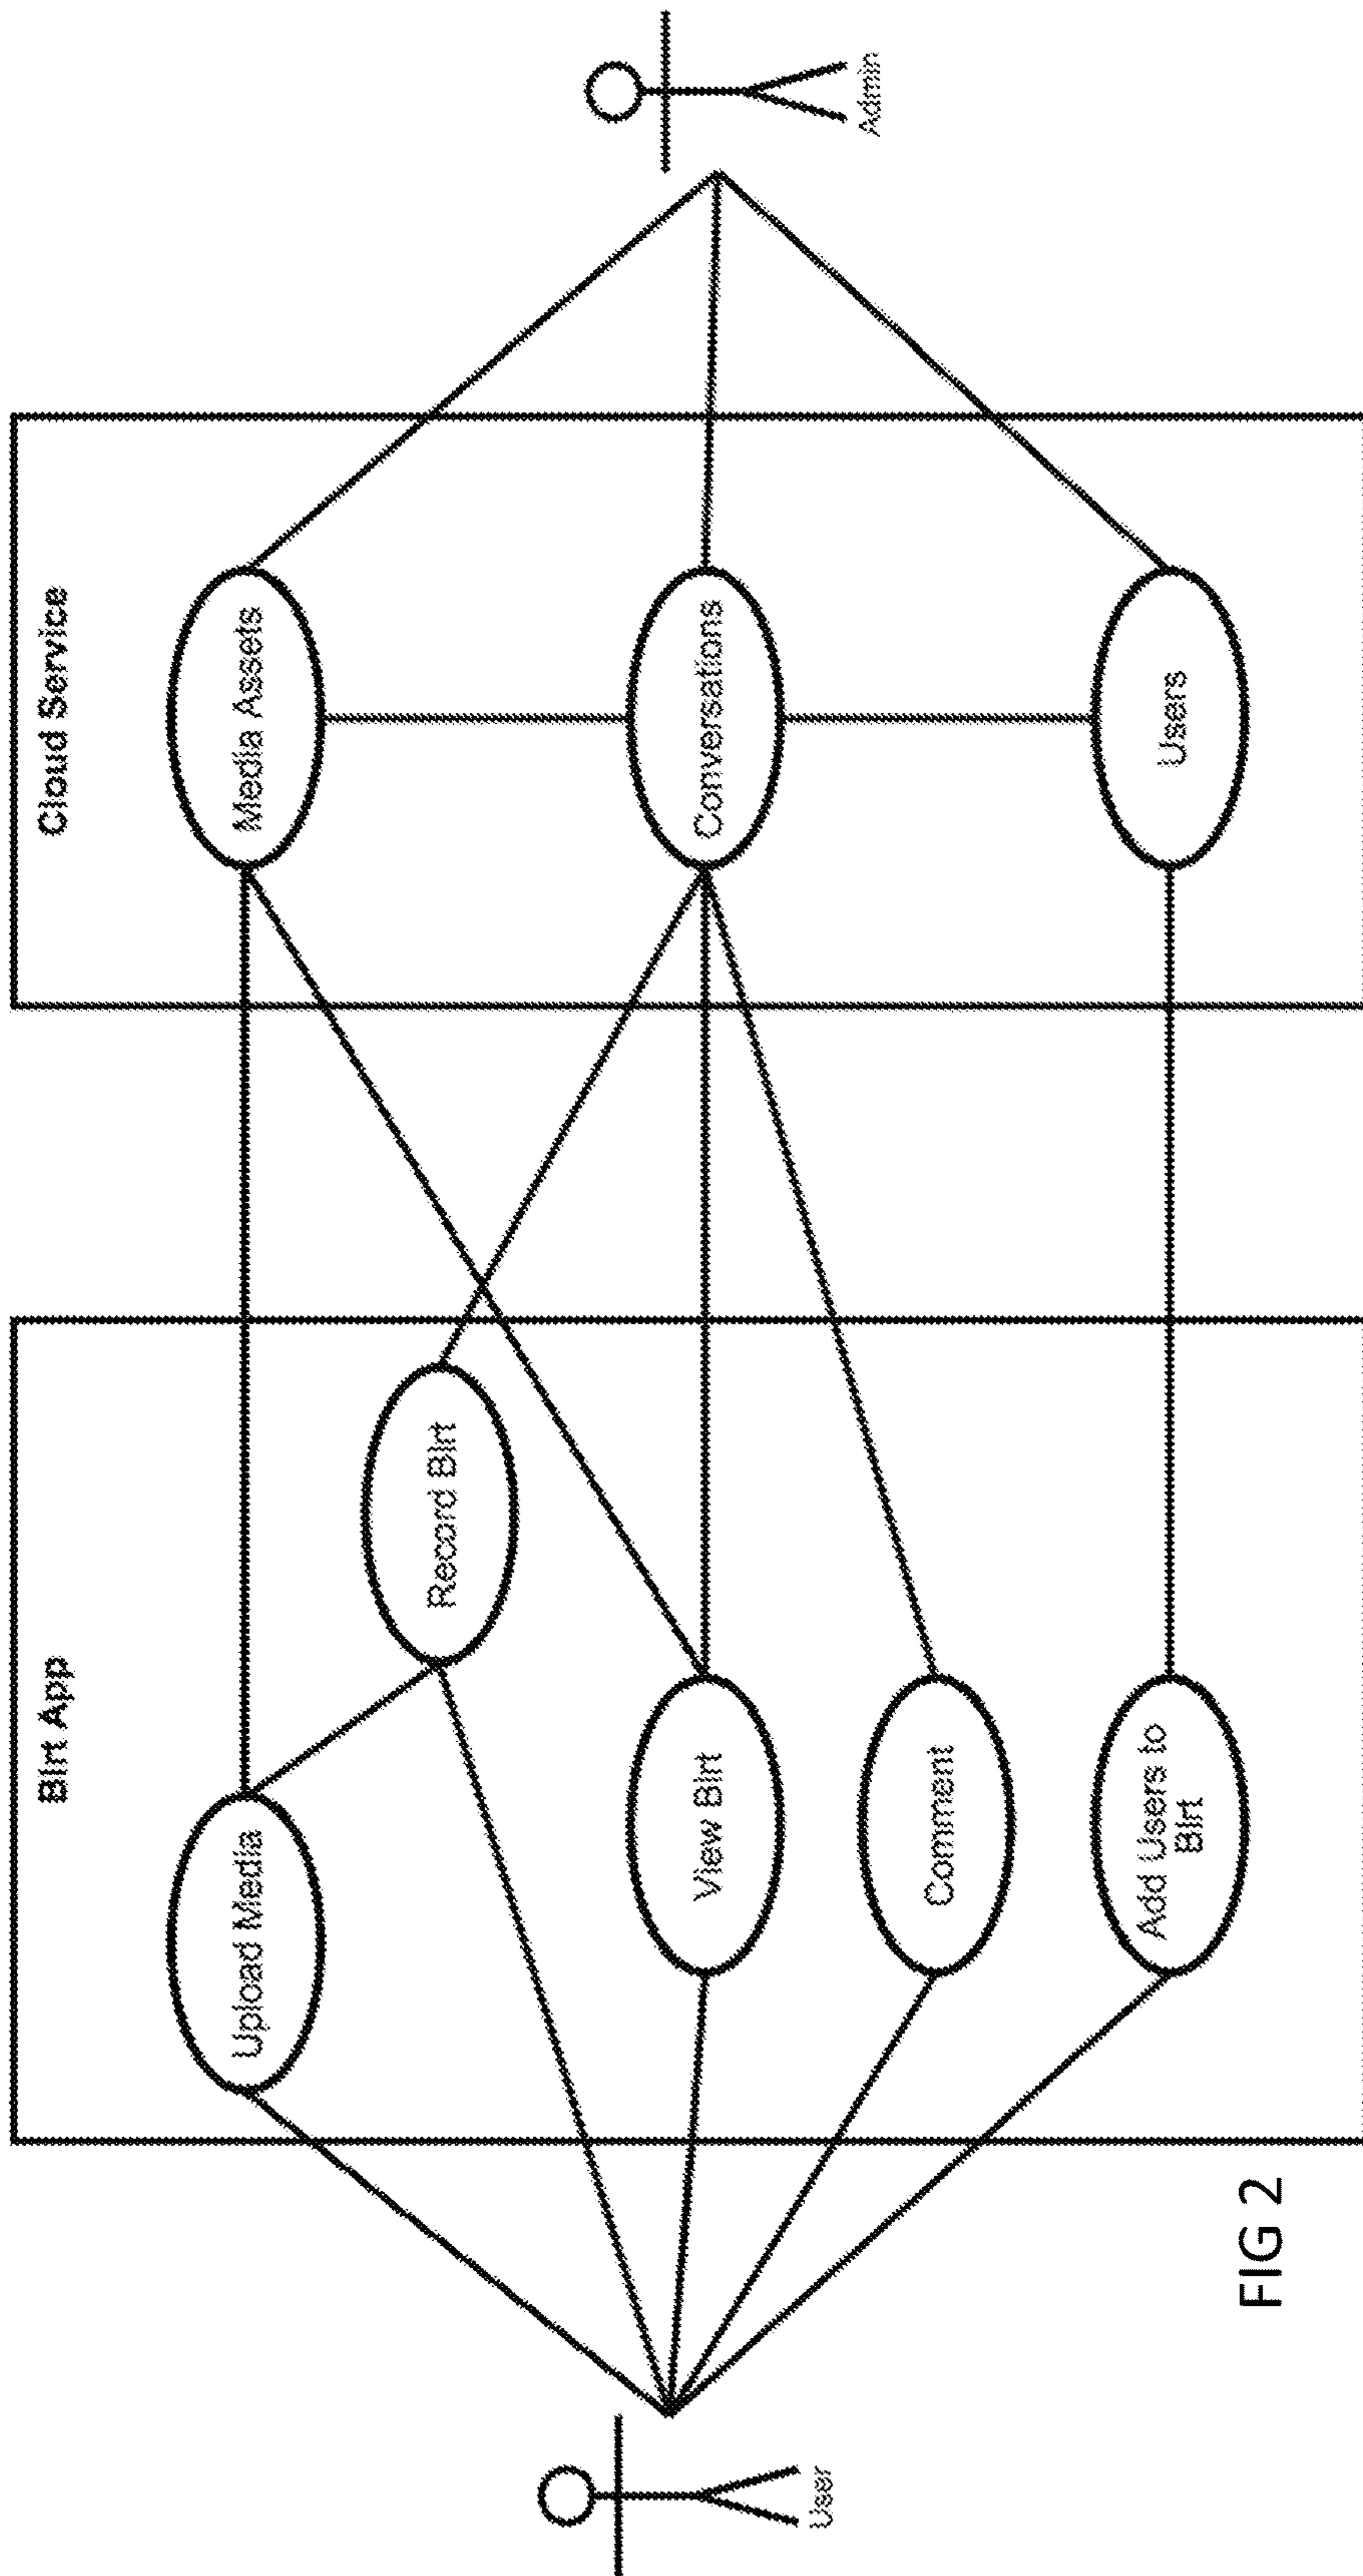 Blrt App
Cloud Service
Upload Media
Record Blrt
Media Assets
View Blrt
Conversations
Comment
Add Users to
Blrt
Users
User
Admin
FIG 2